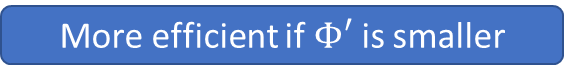 More efficient if Φ′ is smaller